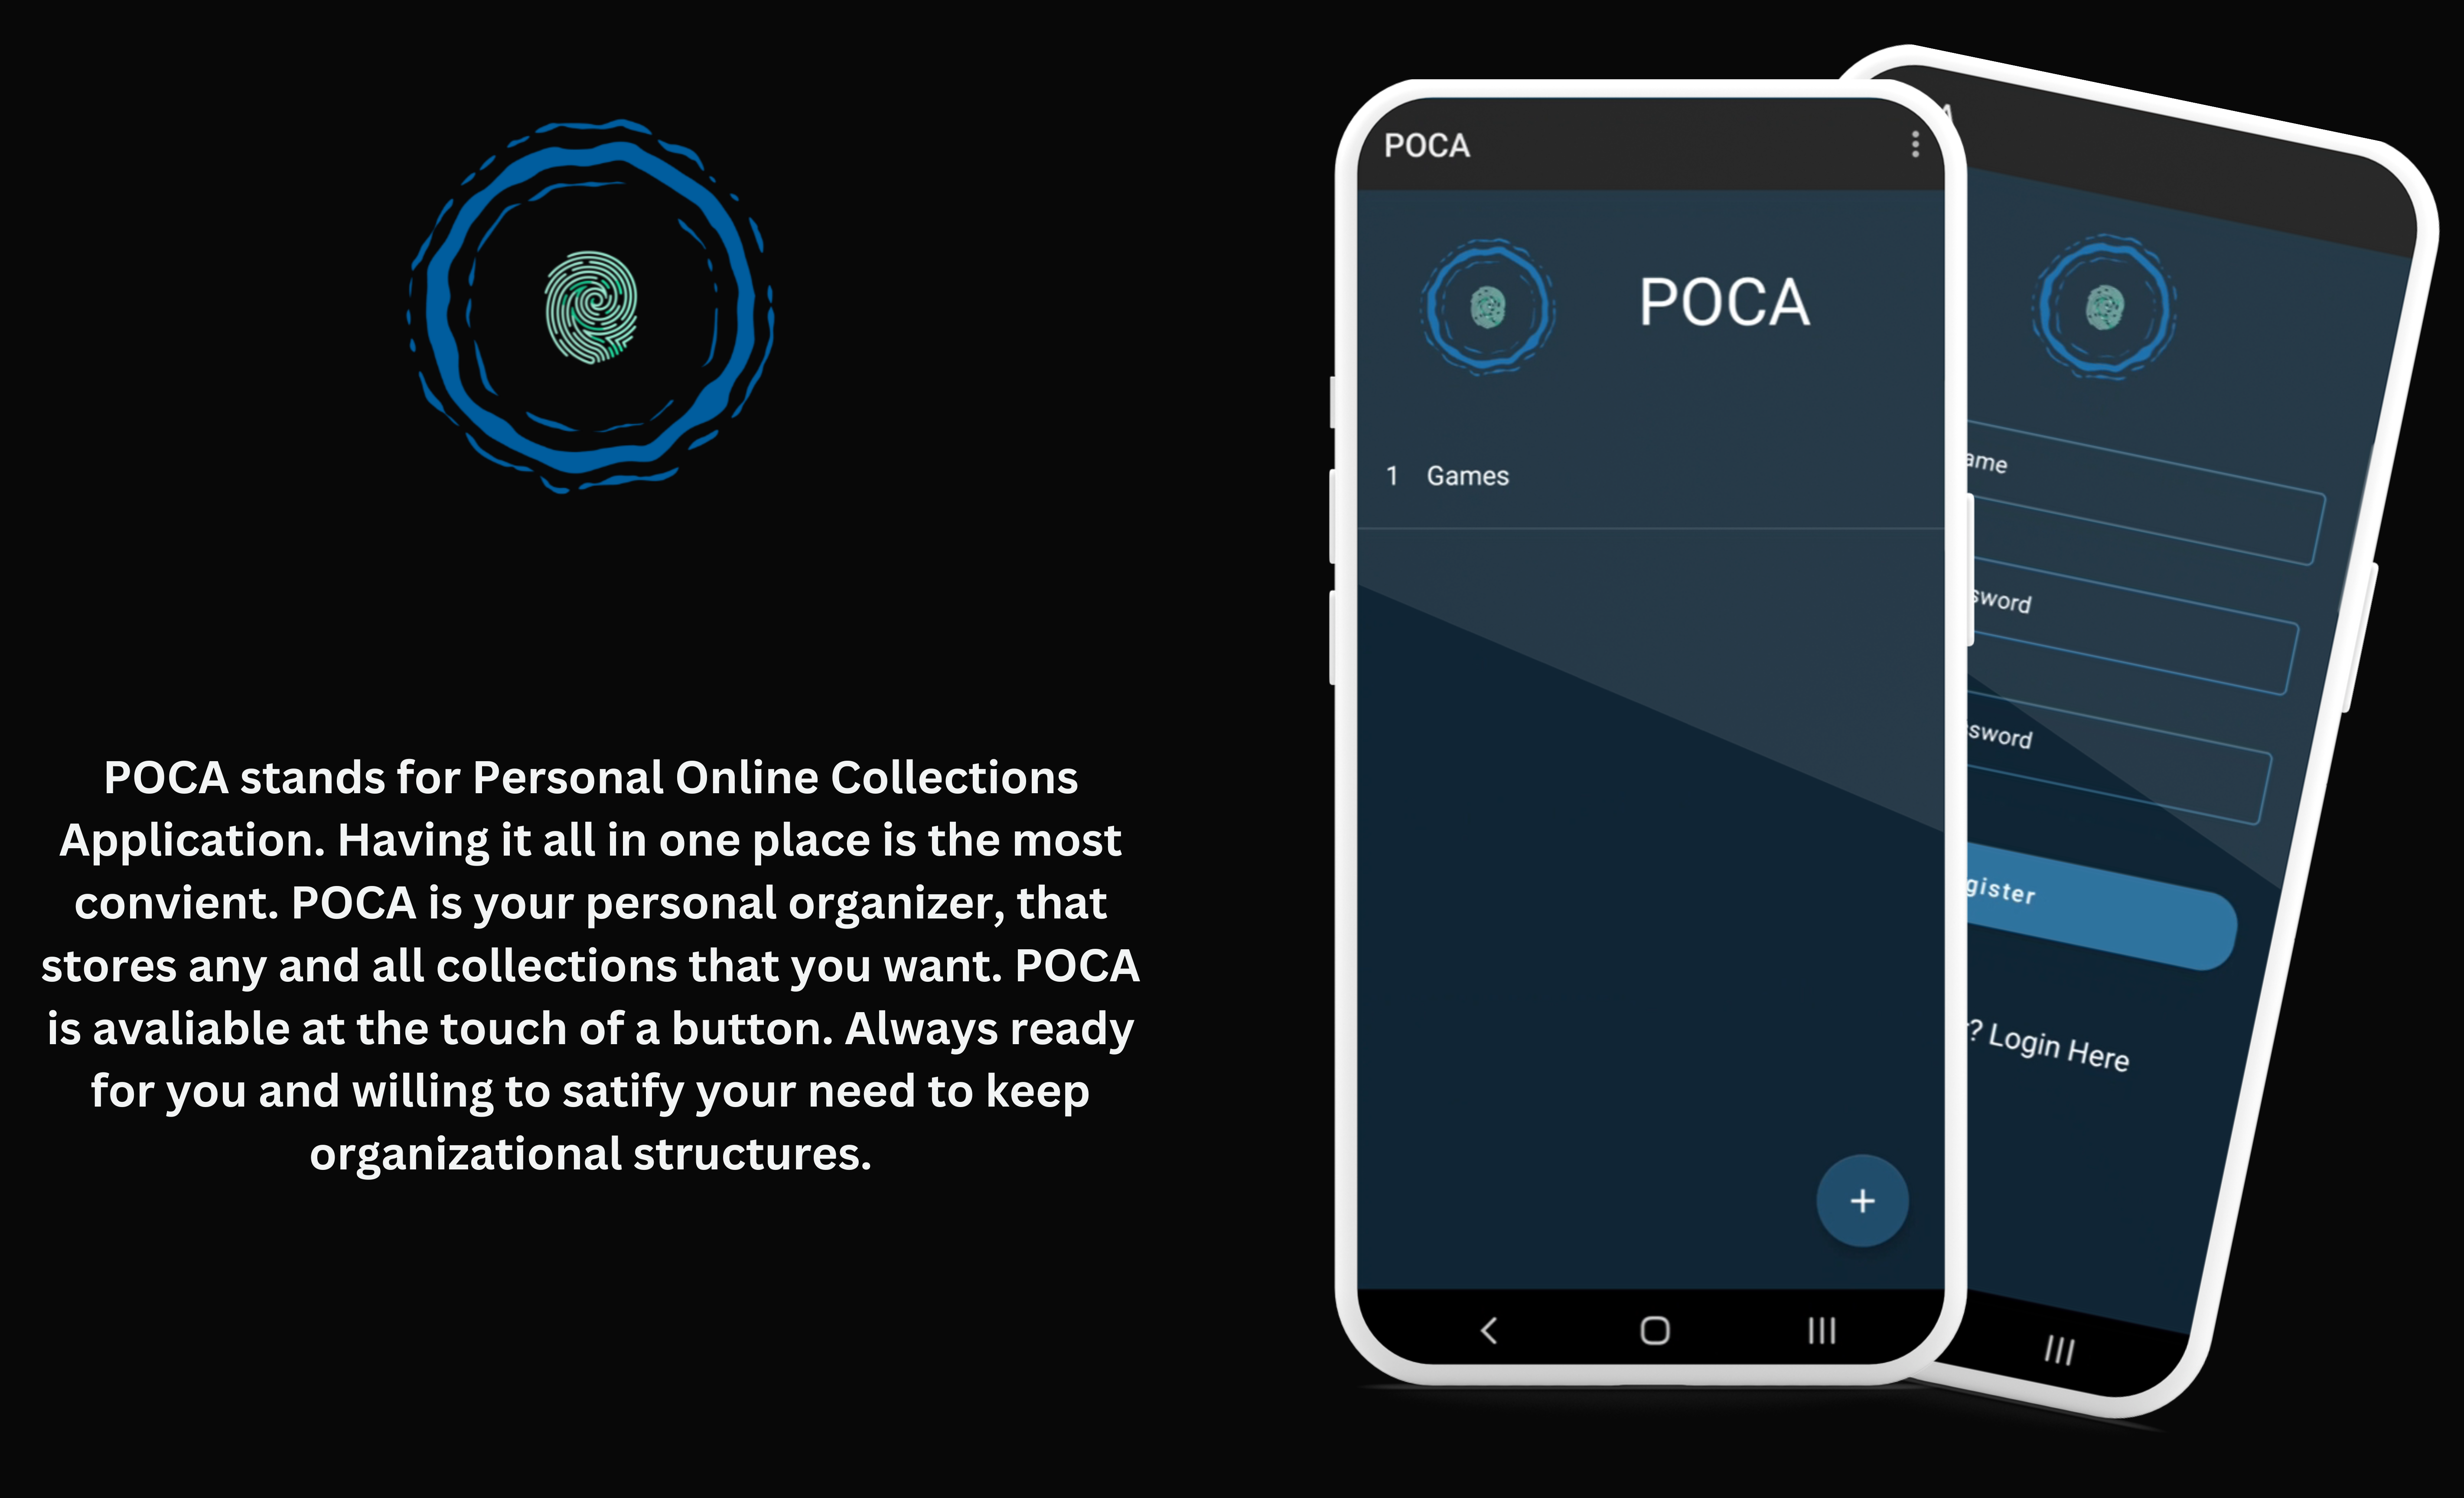 POCA stands for Personal Online Collections
Application. Having it all in one place is the most
convient. POCA is your personal organizer, that
stores any and all collections that you want. POCA
is avaliable at the touch of a button. Always ready
for you and willing to satify your need to keep
organizational structures.
POCA
POCA
1 Games
+
A
ame
sword
sword
gister
? Login Here